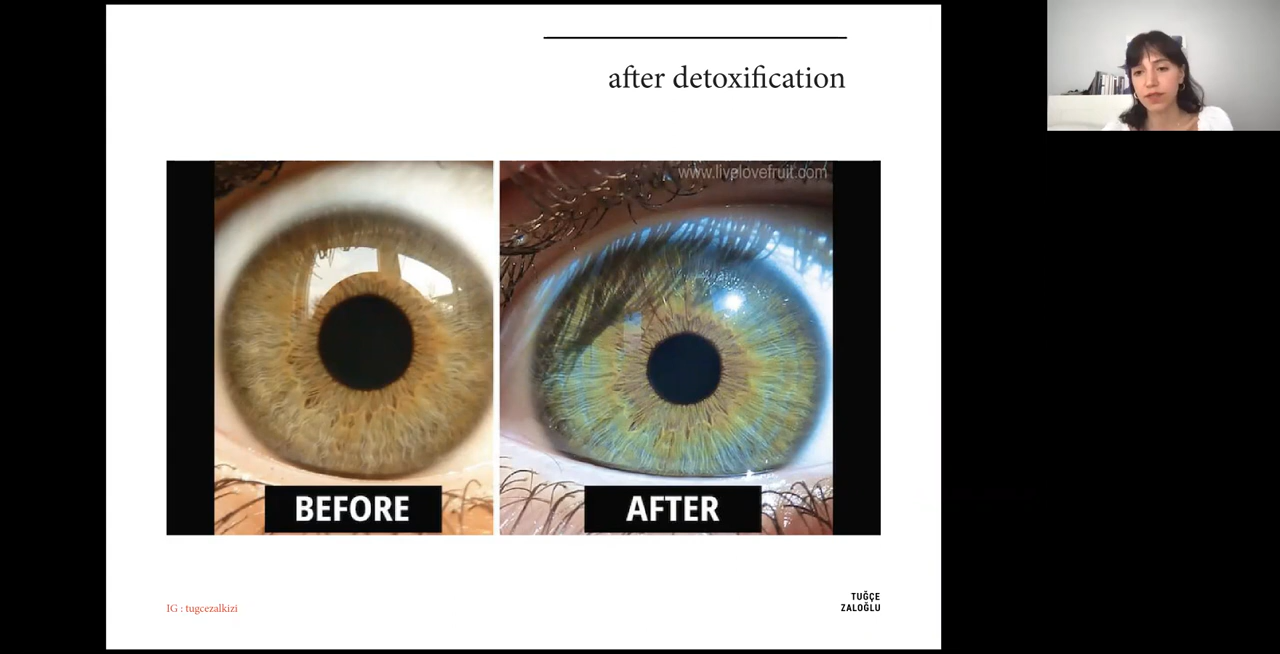 after detoxification
www.livelovefruit.com
BEFORE
AFTER
IG : tugcezalkizi
TUĞÇE
ZALOĞLU